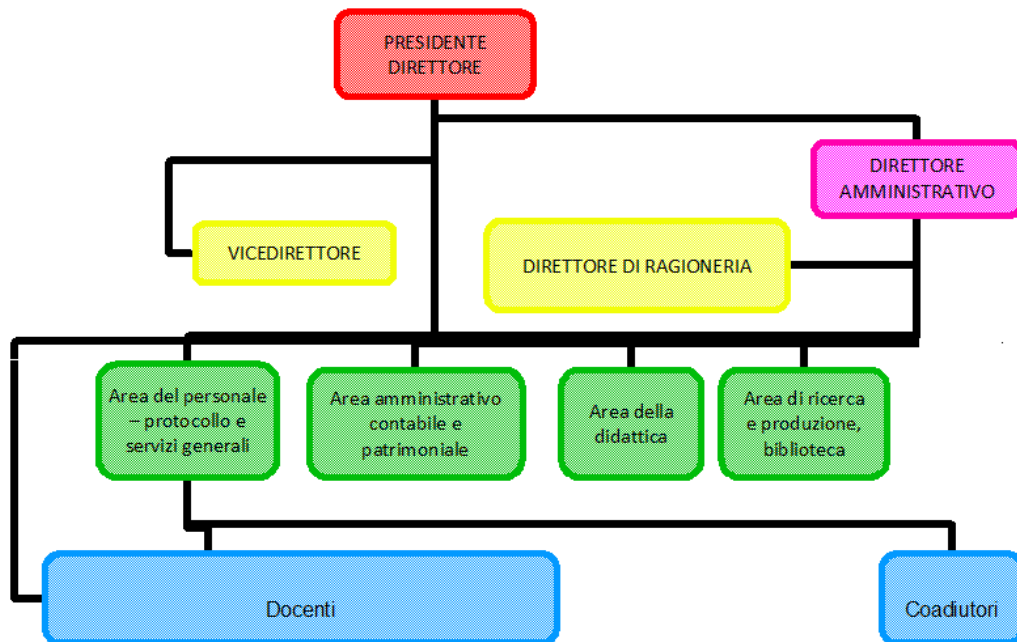 PRESIDENTE
DIRETTORE
DIRETTORE
AMMINISTRATIVO
VICEDIRETTORE
DIRETTORE DI RAGIONERIA
Area del personale
– protocollo e
servizi generali
Area amministrativo
contabile e
patrimoniale
Area della
didattica
Area di ricerca
e produzione,
biblioteca
Docenti
Coadiutori